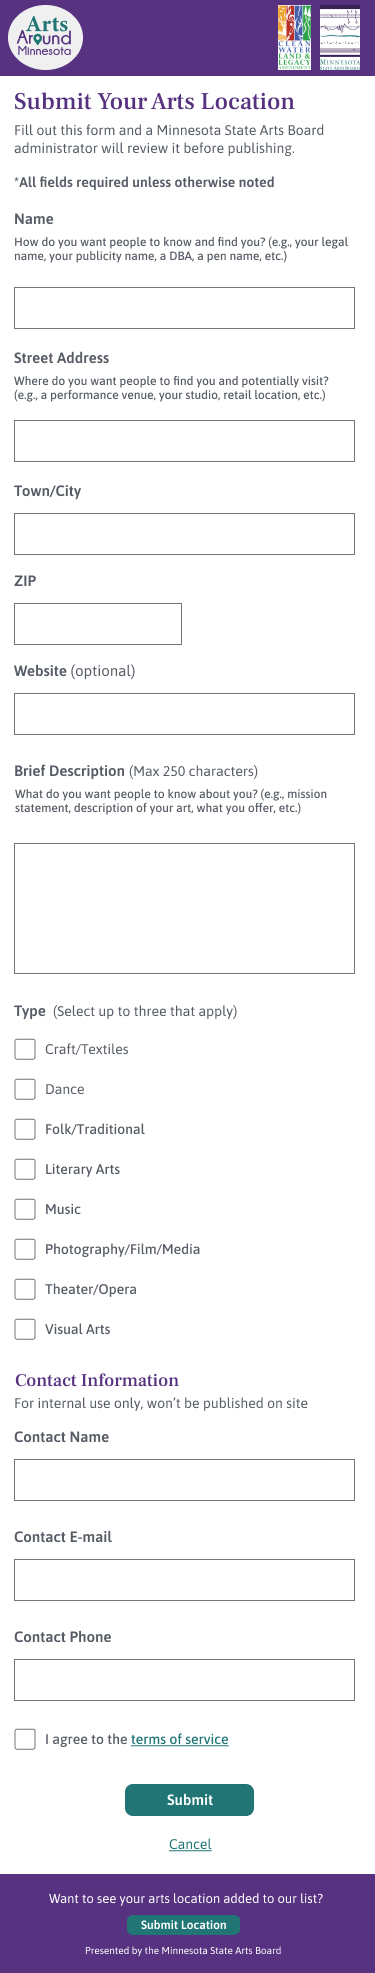 Arts
Around
Minnesota
CLEAN
WATER
LAND &
LEGACY
AMENDMENT
MINNESOTA
STATE ARTS BOARD
Submit Your Arts Location
Fill out this form and a Minnesota State Arts Board
administrator will review it before publishing.
*All fields required unless otherwise noted
Name
How do you want people to know and find you? (e.g., your legal
name, your publicity name, a DBA, a pen name, etc.)
Street Address
Where do you want people to find you and potentially visit?
(e.g., a performance venue, your studio, retail location, etc.)
Town/City
ZIP
Website (optional)
Brief Description (Max 250 characters)
What do you want people to know about you? (e.g., mission
statement, description of your art, what you offer, etc.)
Type (Select up to three that apply)
Craft/Textiles
Dance
Folk/Traditional
Literary Arts
Music
Photography/Film/Media
Theater/Opera
Visual Arts
Contact Information
For internal use only, won’t be published on site
Contact Name
Contact E-mail
Contact Phone
I agree to the terms of service
Submit
Cancel
Want to see your arts location added to our list?
Submit Location
Presented by the Minnesota State Arts Board